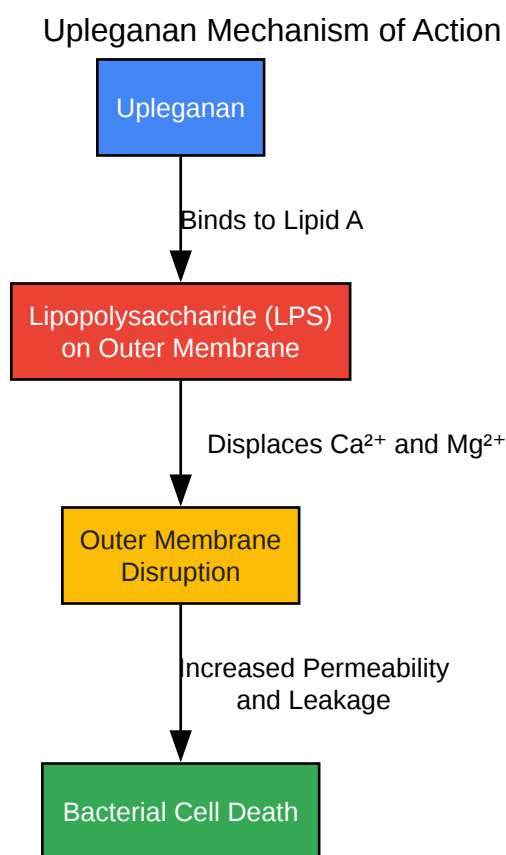 Upleganan Mechanism of Action
Upleganan
Binds to Lipid A
Lipopolysaccharide (LPS)
on Outer Membrane
Displaces Ca²⁺ and Mg²⁺
Outer Membrane
Disruption
Increased Permeability
and Leakage
Bacterial Cell Death